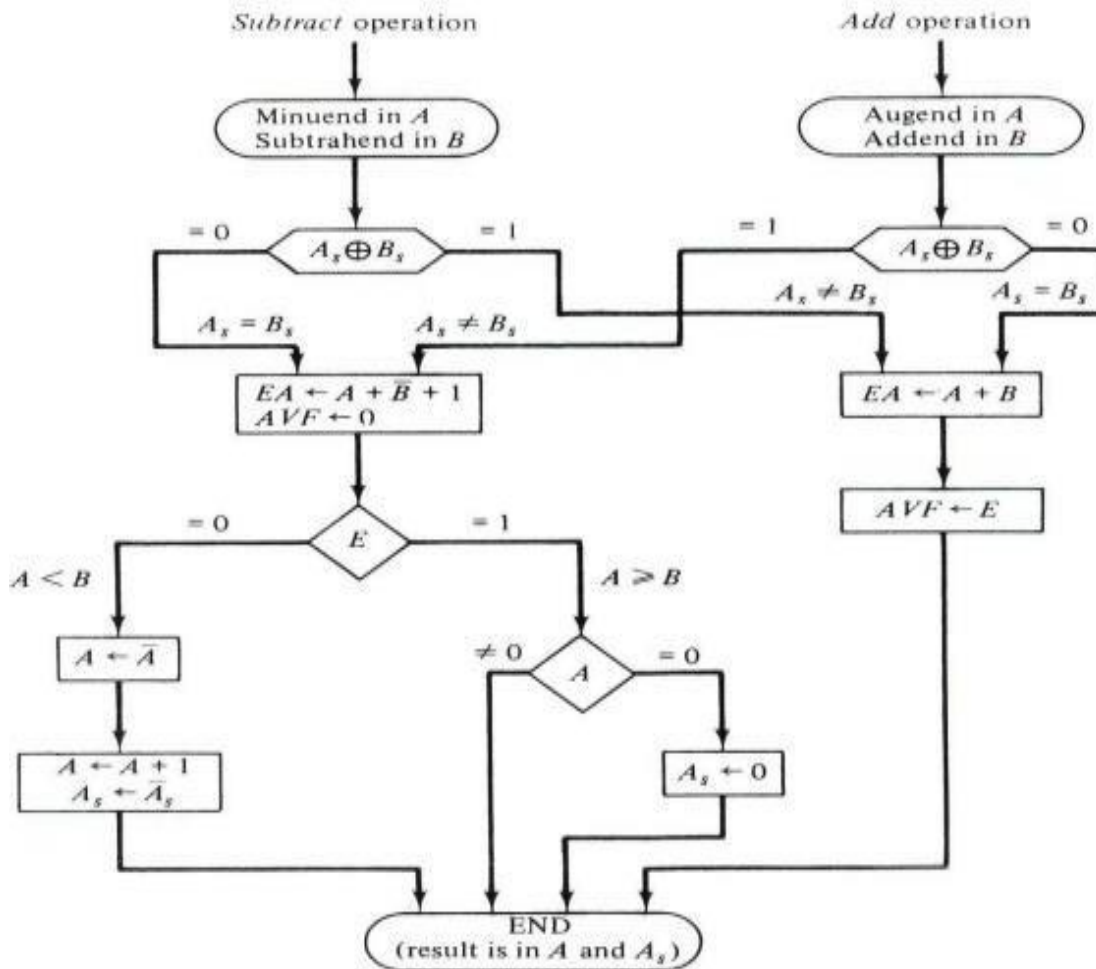 Subtract operation
Add operation
Minuend in A
Subtrahend in B
Augend in A
Addend in B
= 0
A_s ⊕ B_s
= 1
= 1
A_s ⊕ B_s
= 0
A_s = B_s
A_s ≠ B_s
A_s ≠ B_s
A_s = B_s
EA ← A + B̅ + 1
AVF ← 0
EA ← A + B
AVF ← E
= 0
E
= 1
A < B
A ⩾ B
A ← A̅
≠ 0
A
= 0
A ← A + 1
A_s ← A̅_s
A_s ← 0
END
(result is in A and A_s)